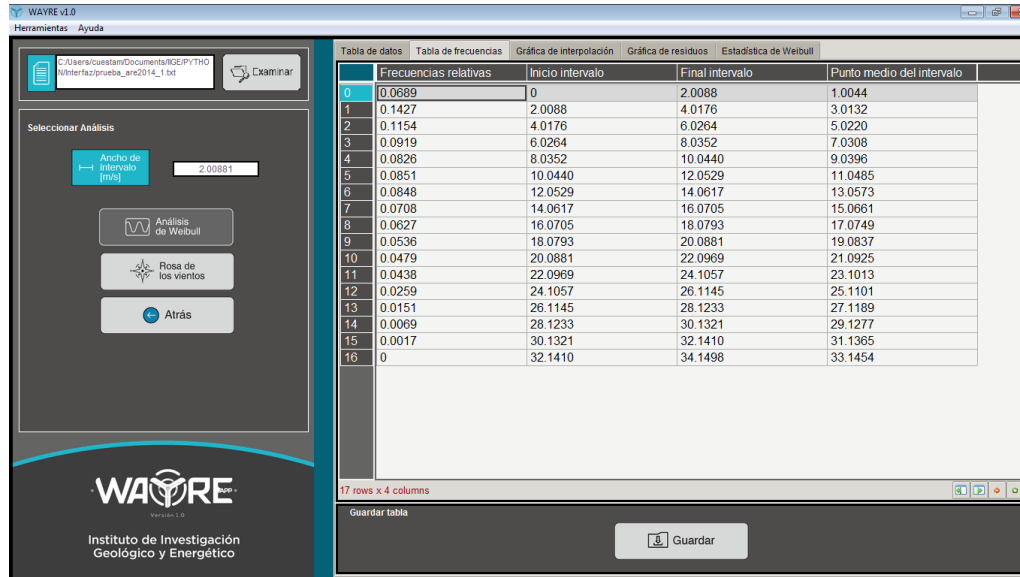 WAYRE v1.0
Herramientas Ayuda
C:/Users/cuestam/Documents/IIGE/PYTHO
N/Interfaz/prueba_are2014_1.txt
Examinar
Seleccionar Análisis
Ancho de
intervalo
[m/s]
2.00881
Análisis
de Weibull
Rosa de
los vientos
Atrás
WAYRE APP
Versión 1.0
Instituto de Investigación
Geológico y Energético
Tabla de datos Tabla de frecuencias Gráfica de interpolación Gráfica de residuos Estadística de Weibull
Frecuencias relativas Inicio intervalo Final intervalo Punto medio del intervalo
0 0.0689 0 2.0088 1.0044
1 0.1427 2.0088 4.0176 3.0132
2 0.1154 4.0176 6.0264 5.0220
3 0.0919 6.0264 8.0352 7.0308
4 0.0826 8.0352 10.0440 9.0396
5 0.0851 10.0440 12.0529 11.0485
6 0.0848 12.0529 14.0617 13.0573
7 0.0708 14.0617 16.0705 15.0661
8 0.0627 16.0705 18.0793 17.0749
9 0.0536 18.0793 20.0881 19.0837
10 0.0479 20.0881 22.0969 21.0925
11 0.0438 22.0969 24.1057 23.1013
12 0.0259 24.1057 26.1145 25.1101
13 0.0151 26.1145 28.1233 27.1189
14 0.0069 28.1233 30.1321 29.1277
15 0.0017 30.1321 32.1410 31.1365
16 0 32.1410 34.1498 33.1454
17 rows x 4 columns
Guardar tabla
Guardar